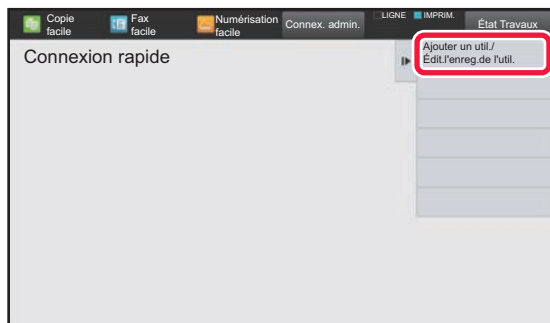 Copie
facile
Fax
facile
Numérisation
facile
Connex. admin.
LIGNE
IMPRIM.
État Travaux
Connexion rapide
Ajouter un util./
Édit.l'enreg.de l'util.